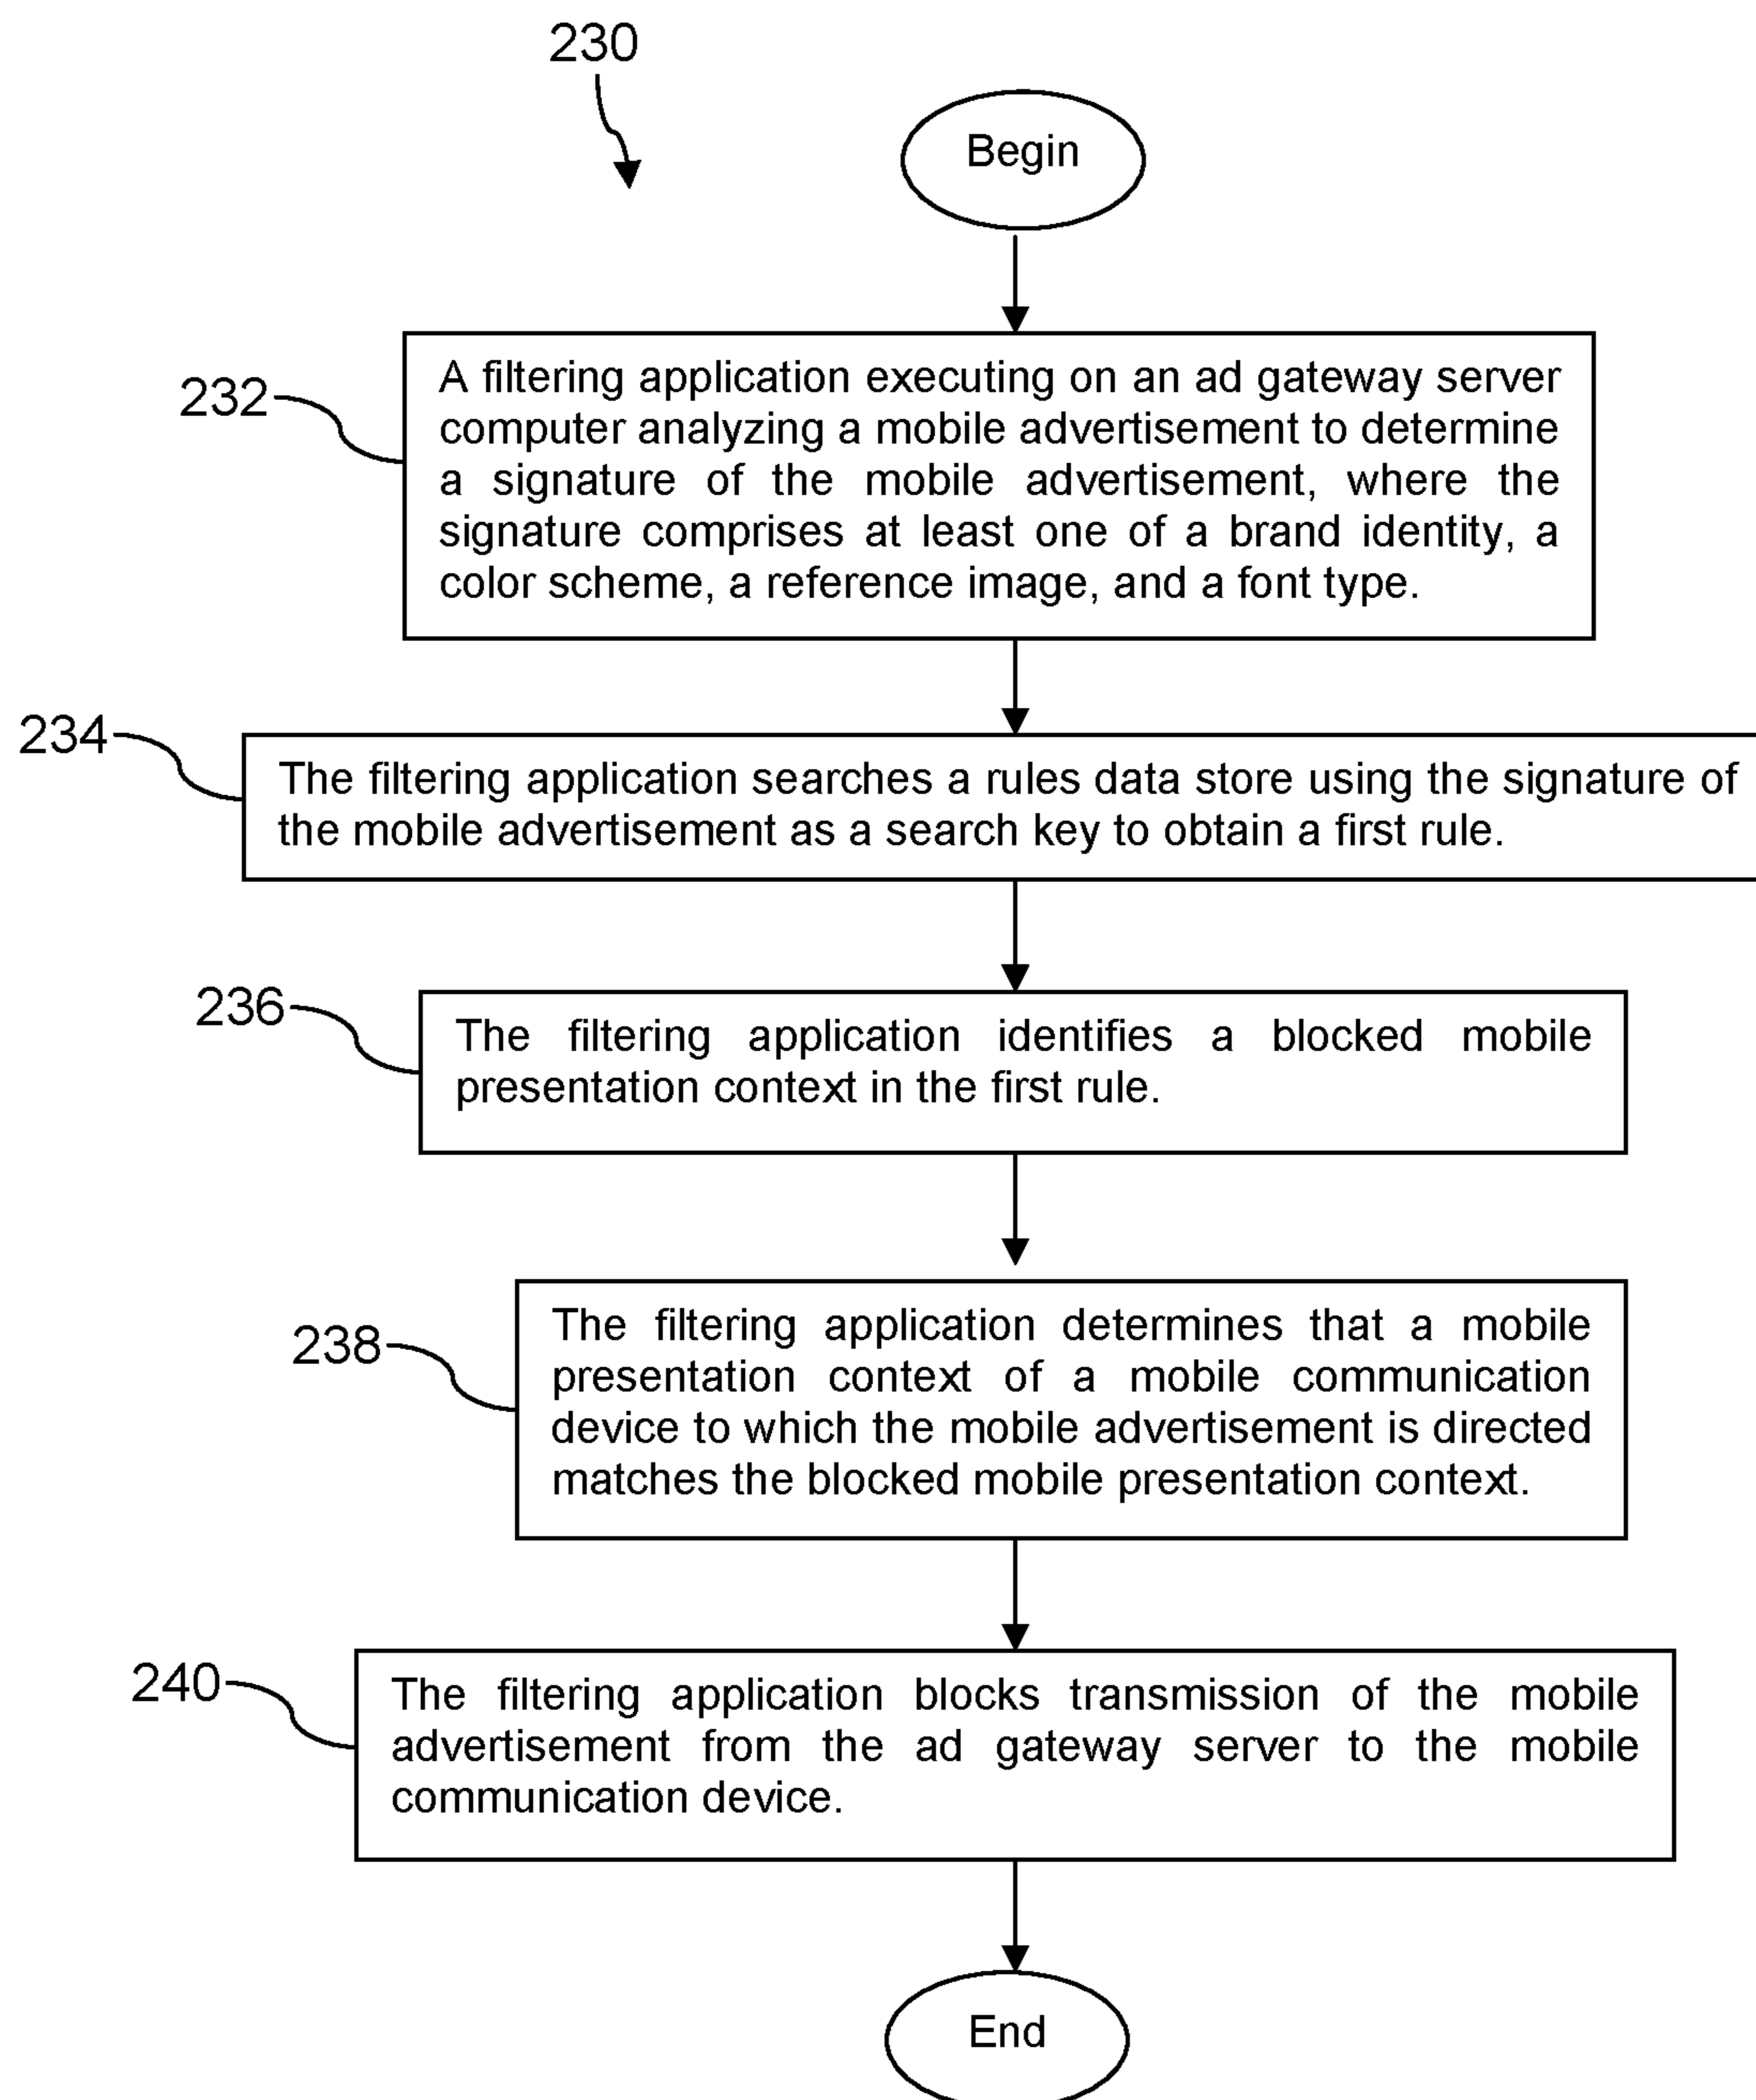 230
Begin
232
A filtering application executing on an ad gateway server
computer analyzing a mobile advertisement to determine
a signature of the mobile advertisement, where the
signature comprises at least one of a brand identity, a
color scheme, a reference image, and a font type.
234
The filtering application searches a rules data store using the signature of
the mobile advertisement as a search key to obtain a first rule.
236
The filtering application identifies a blocked mobile
presentation context in the first rule.
238
The filtering application determines that a mobile
presentation context of a mobile communication
device to which the mobile advertisement is directed
matches the blocked mobile presentation context.
240
The filtering application blocks transmission of the mobile
advertisement from the ad gateway server to the mobile
communication device.
End